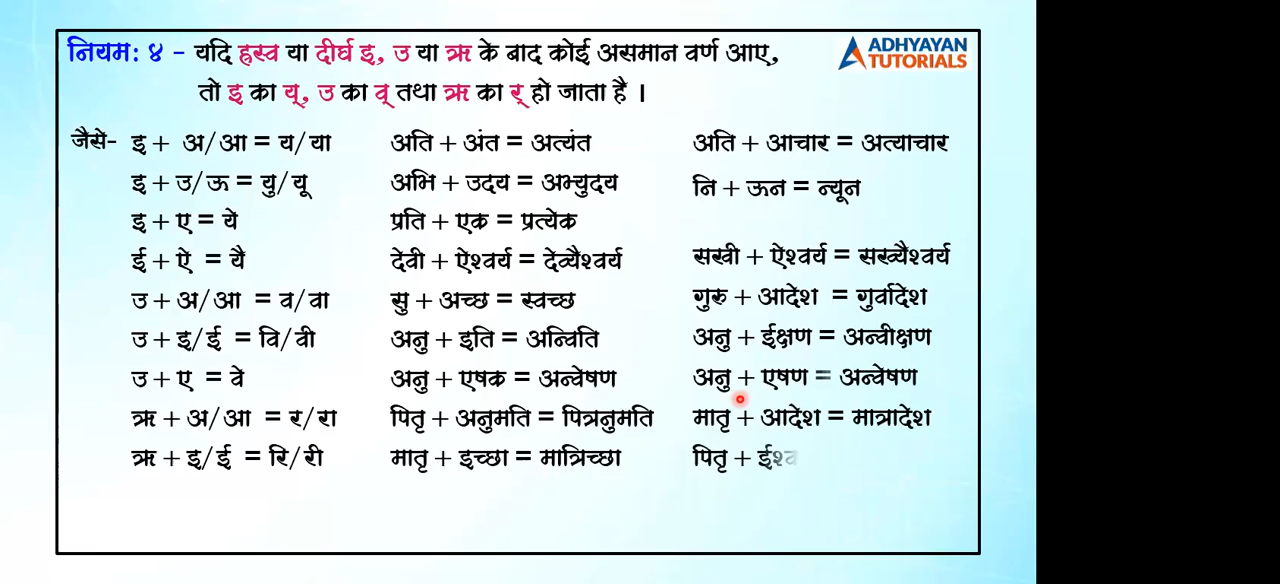 नियम: ४ - यदि ह्रस्व या दीर्घ इ, उ या ऋ के बाद कोई असमान वर्ण आए,
तो इ का य्, उ का व् तथा ऋ का र् हो जाता है ।
ADHYAYAN
TUTORIALS
जैसे- इ + अ/आ = य/या अति + अंत = अत्यंत अति + आचार = अत्याचार
इ + उ/ऊ = यु/यू अभि + उदय = अभ्युदय नि + ऊन = न्यून
इ + ए = ये प्रति + एक = प्रत्येक
ई + ऐ = यै देवी + ऐश्वर्य = देव्यैश्वर्य सखी + ऐश्वर्य = सख्यैश्वर्य
उ + अ/आ = व/वा सु + अच्छ = स्वच्छ गुरु + आदेश = गुर्वादेश
उ + इ/ई = वि/वी अनु + इति = अन्विति अनु + ईक्षण = अन्वीक्षण
उ + ए = वे अनु + एषक = अन्वेषण अनु + एषण = अन्वेषण
ऋ + अ/आ = र/रा पितृ + अनुमति = पित्रनुमति मातृ + आदेश = मात्रादेश
ऋ + इ/ई = रि/री मातृ + इच्छा = मात्रिच्छा पितृ +